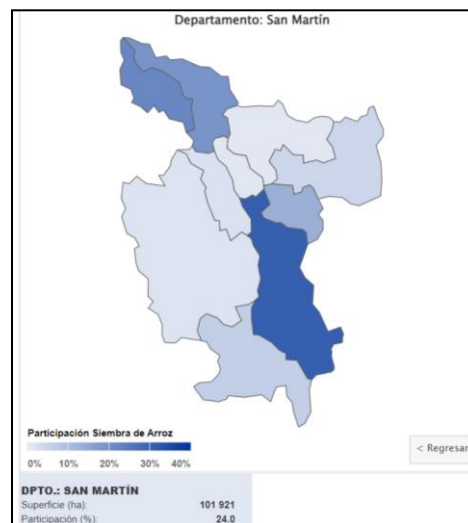 Departamento: San Martín
Participación Siembra de Arroz
0% 10% 20% 30% 40%
< Regresar
DPTO.: SAN MARTÍN
Superficie (ha): 101 921
Participación (%): 24.0